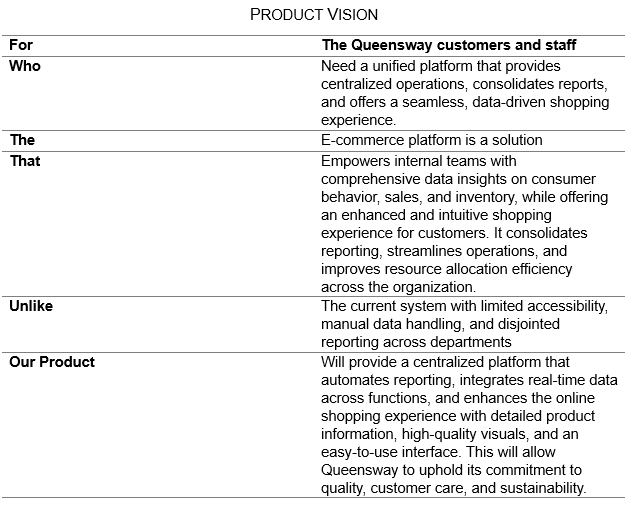 PRODUCT VISION
For The Queensway customers and staff
Who Need a unified platform that provides
centralized operations, consolidates reports,
and offers a seamless, data-driven shopping
experience.
The E-commerce platform is a solution
That Empowers internal teams with
comprehensive data insights on consumer
behavior, sales, and inventory, while offering
an enhanced and intuitive shopping
experience for customers. It consolidates
reporting, streamlines operations, and
improves resource allocation efficiency
across the organization.
Unlike The current system with limited accessibility,
manual data handling, and disjointed
reporting across departments
Our Product Will provide a centralized platform that
automates reporting, integrates real-time data
across functions, and enhances the online
shopping experience with detailed product
information, high-quality visuals, and an
easy-to-use interface. This will allow
Queensway to uphold its commitment to
quality, customer care, and sustainability.